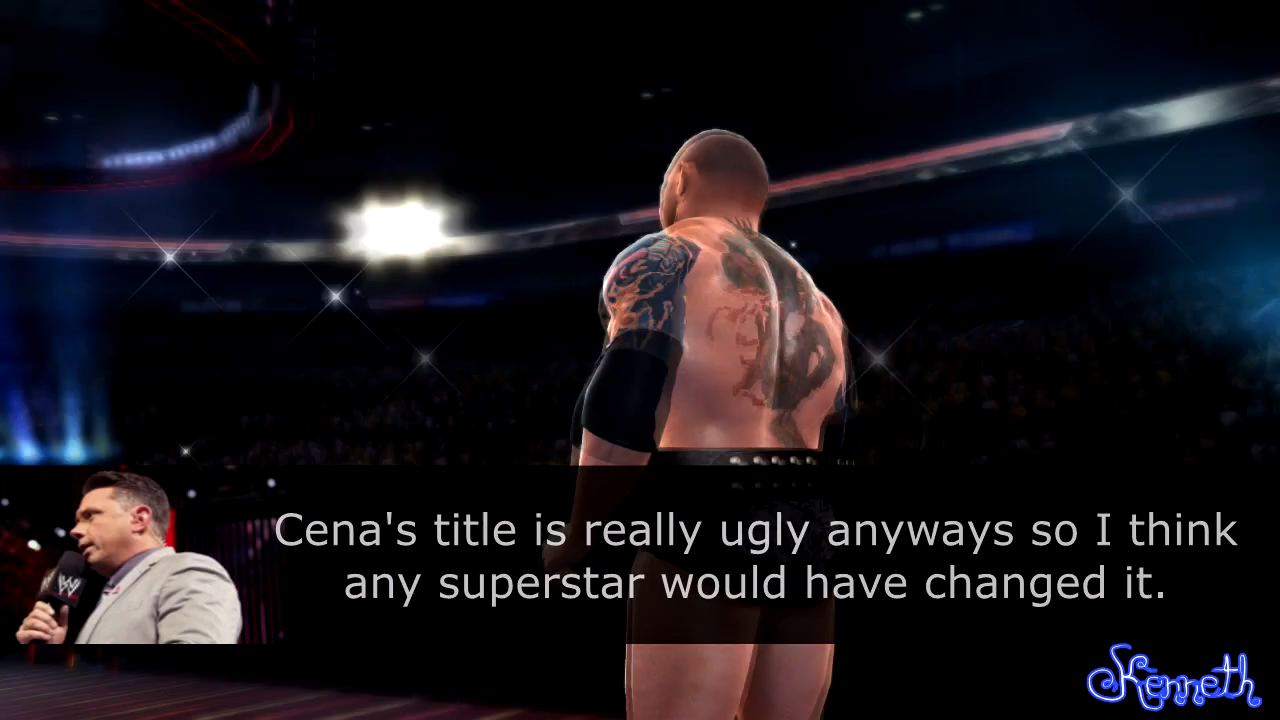 Cena's title is really ugly anyways so I think
any superstar would have changed it.
Kenneth